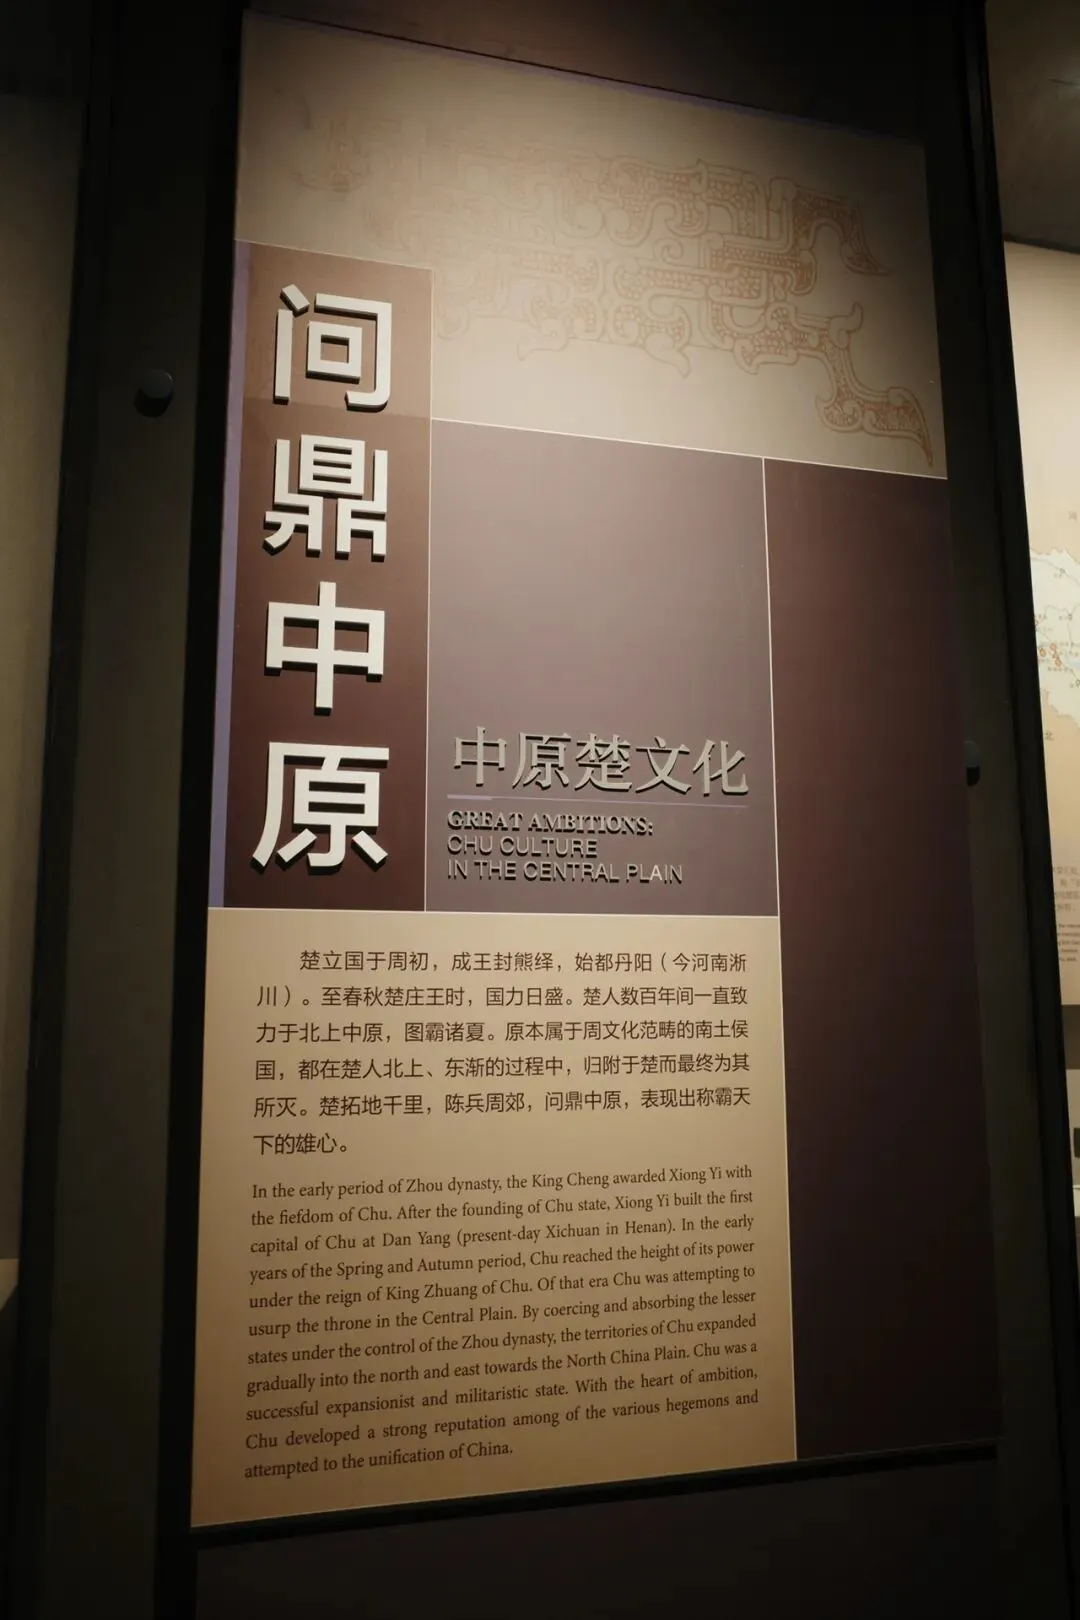 问鼎中原
中原楚文化
GREAT AMBITIONS:
CHU CULTURE
IN THE CENTRAL PLAIN
楚立国于周初，成王封熊绎，始都丹阳（今河南淅
川）。至春秋楚庄王时，国力日盛。楚人数百年间一直致
力于北上中原，图霸诸夏。原本属于周文化范畴的南土侯
国，都在楚人北上、东渐的过程中，归附于楚而最终为其
所灭。楚拓地千里，陈兵周郊，问鼎中原，表现出称霸天
下的雄心。
In the early period of Zhou dynasty, the King Cheng awarded Xiong Yi with
the fiefdom of Chu. After the founding of Chu state, Xiong Yi built the first
capital of Chu at Dan Yang (present-day Xichuan in Henan). In the early
years of the Spring and Autumn period, Chu reached the height of its power
under the reign of King Zhuang of Chu. Of that era Chu was attempting to
usurp the throne in the Central Plain. By coercing and absorbing the lesser
states under the control of the Zhou dynasty, the territories of Chu expanded
gradually into the north and east towards the North China Plain. Chu was a
successful expansionist and militaristic state. With the heart of ambition,
Chu developed a strong reputation among of the various hegemons and
attempted to the unification of China.